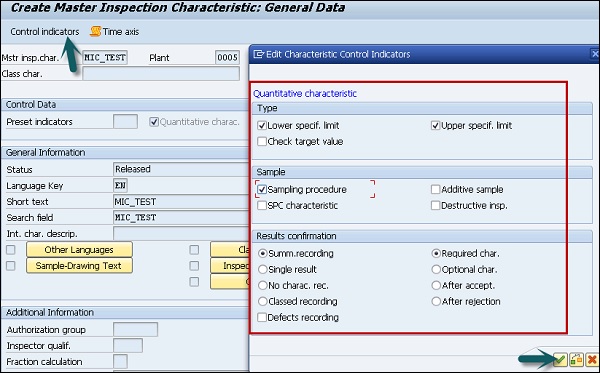 Create Master Inspection Characteristic: General Data
Control indicators Time axis
Mstr insp.char. MIC_TEST Plant 0005
Class char.
Control Data
Preset indicators Quantitative charac.
General Information
Status Released
Language Key EN
Short text MIC_TEST
Search field MIC_TEST
Int. char. descrip.
Other Languages Cla
Sample-Drawing Text Inspec
Additional Information
Authorization group
Inspector qualif.
Fraction calculation
Edit Characteristic Control Indicators
Quantitative characteristic
Type
Lower specif. limit Upper specif. limit
Check target value
Sample
Sampling procedure Additive sample
SPC characteristic Destructive insp.
Results confirmation
Summ.recording Required char.
Single result Optional char.
No charac. rec. After accept.
Classed recording After rejection
Defects recording